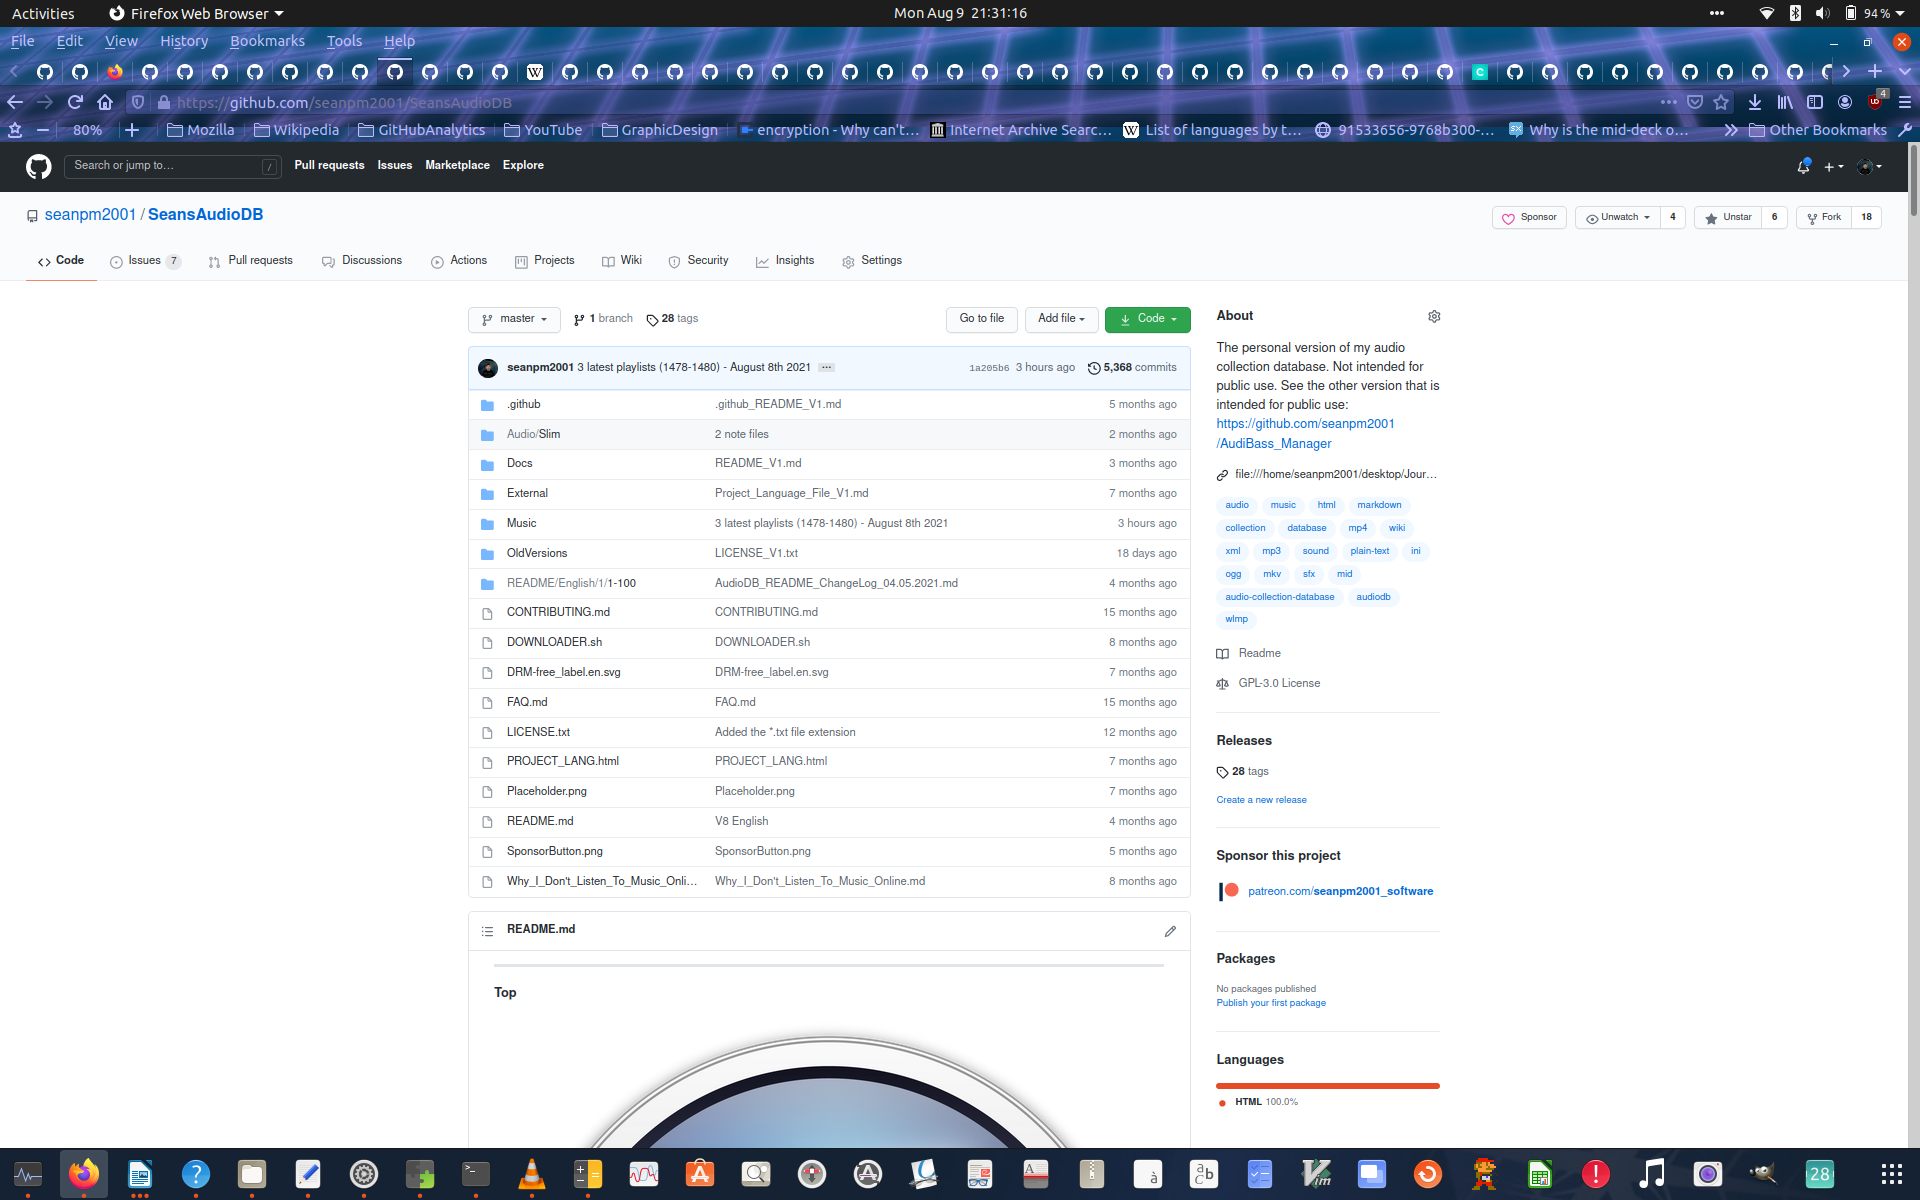 Activities Firefox Web Browser Mon Aug 9 21:31:16 94 %
File Edit View History Bookmarks Tools Help
https://github.com/seanpm2001/SeansAudioDB 4
80% Mozilla Wikipedia GitHubAnalytics YouTube GraphicDesign encryption - Why can't… Internet Archive Searc… List of languages by t… 91533656-9768b300-… Why is the mid-deck o… Other Bookmarks
Search or jump to… / Pull requests Issues Marketplace Explore
seanpm2001 / SeansAudioDB Sponsor Unwatch 4 Unstar 6 Fork 18
Code Issues 7 Pull requests Discussions Actions Projects Wiki Security Insights Settings
master 1 branch 28 tags Go to file Add file Code
seanpm2001 3 latest playlists (1478-1480) - August 8th 2021 … 1a205b6 3 hours ago 5,368 commits
.github .github_README_V1.md 5 months ago
Audio/Slim 2 note files 2 months ago
Docs README_V1.md 3 months ago
External Project_Language_File_V1.md 7 months ago
Music 3 latest playlists (1478-1480) - August 8th 2021 3 hours ago
OldVersions LICENSE_V1.txt 18 days ago
README/English/1/1-100 AudioDB_README_ChangeLog_04.05.2021.md 4 months ago
CONTRIBUTING.md CONTRIBUTING.md 15 months ago
DOWNLOADER.sh DOWNLOADER.sh 8 months ago
DRM-free_label.en.svg DRM-free_label.en.svg 7 months ago
FAQ.md FAQ.md 15 months ago
LICENSE.txt Added the *.txt file extension 12 months ago
PROJECT_LANG.html PROJECT_LANG.html 7 months ago
Placeholder.png Placeholder.png 7 months ago
README.md V8 English 4 months ago
SponsorButton.png SponsorButton.png 5 months ago
Why_I_Don't_Listen_To_Music_Onli… Why_I_Don't_Listen_To_Music_Online.md 8 months ago
README.md
Top
About
The personal version of my audio
collection database. Not intended for
public use. See the other version that is
intended for public use:
https://github.com/seanpm2001
/AudiBass_Manager
file:///home/seanpm2001/desktop/Jour…
audio music html markdown
collection database mp4 wiki
xml mp3 sound plain-text ini
ogg mkv sfx mid
audio-collection-database audiodb
wlmp
Readme
GPL-3.0 License
Releases
28 tags
Create a new release
Sponsor this project
patreon.com/seanpm2001_software
Packages
No packages published
Publish your first package
Languages
HTML 100.0%
28